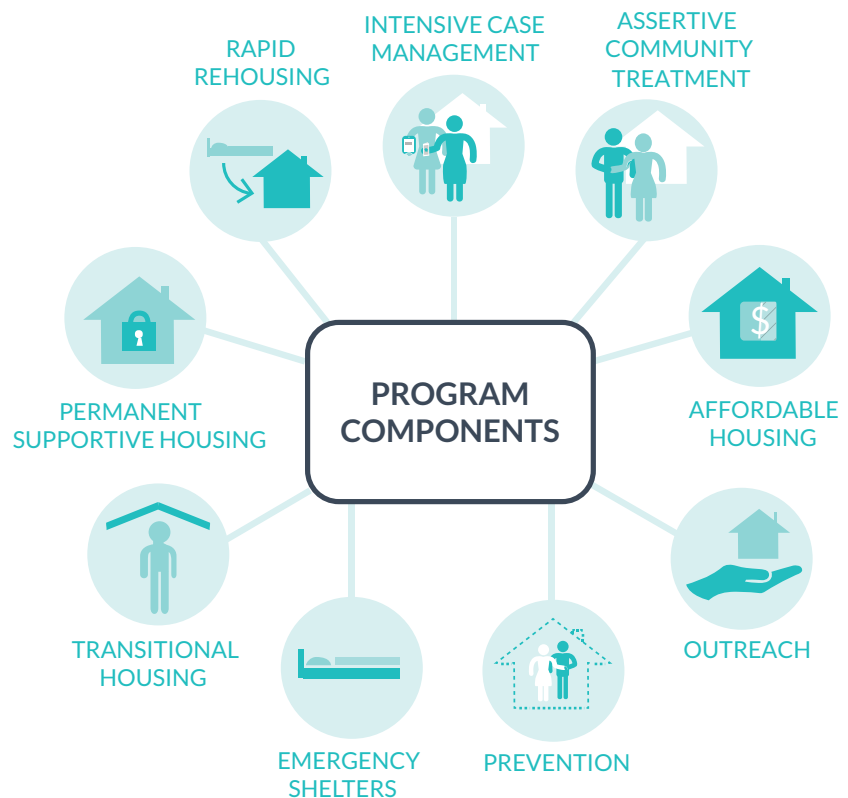 INTENSIVE CASE
MANAGEMENT
ASSERTIVE
COMMUNITY
TREATMENT
RAPID
REHOUSING
$
PROGRAM
COMPONENTS
PERMANENT
SUPPORTIVE HOUSING
AFFORDABLE
HOUSING
TRANSITIONAL
HOUSING
OUTREACH
EMERGENCY
SHELTERS
PREVENTION